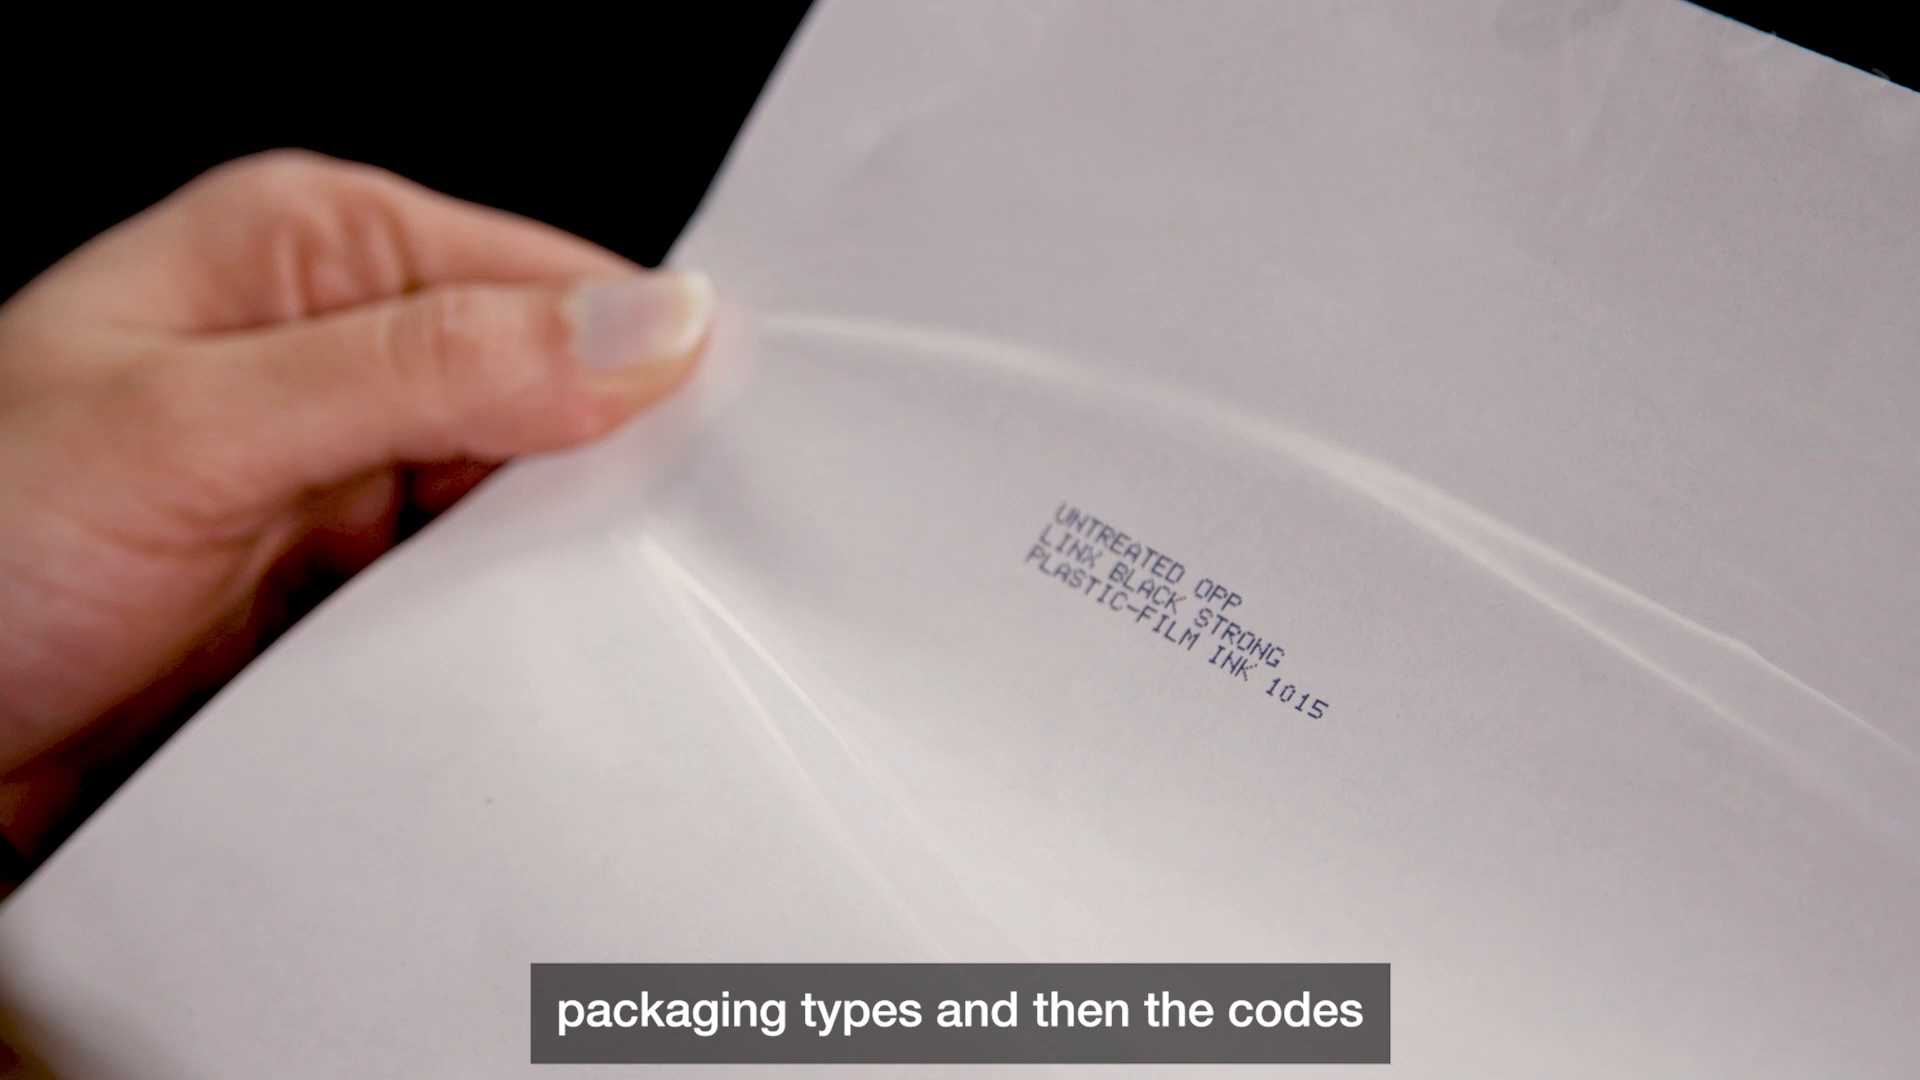 UNTREATED OPP
LINX BLACK STRONG
PLASTIC-FILM INK 1015
packaging types and then the codes